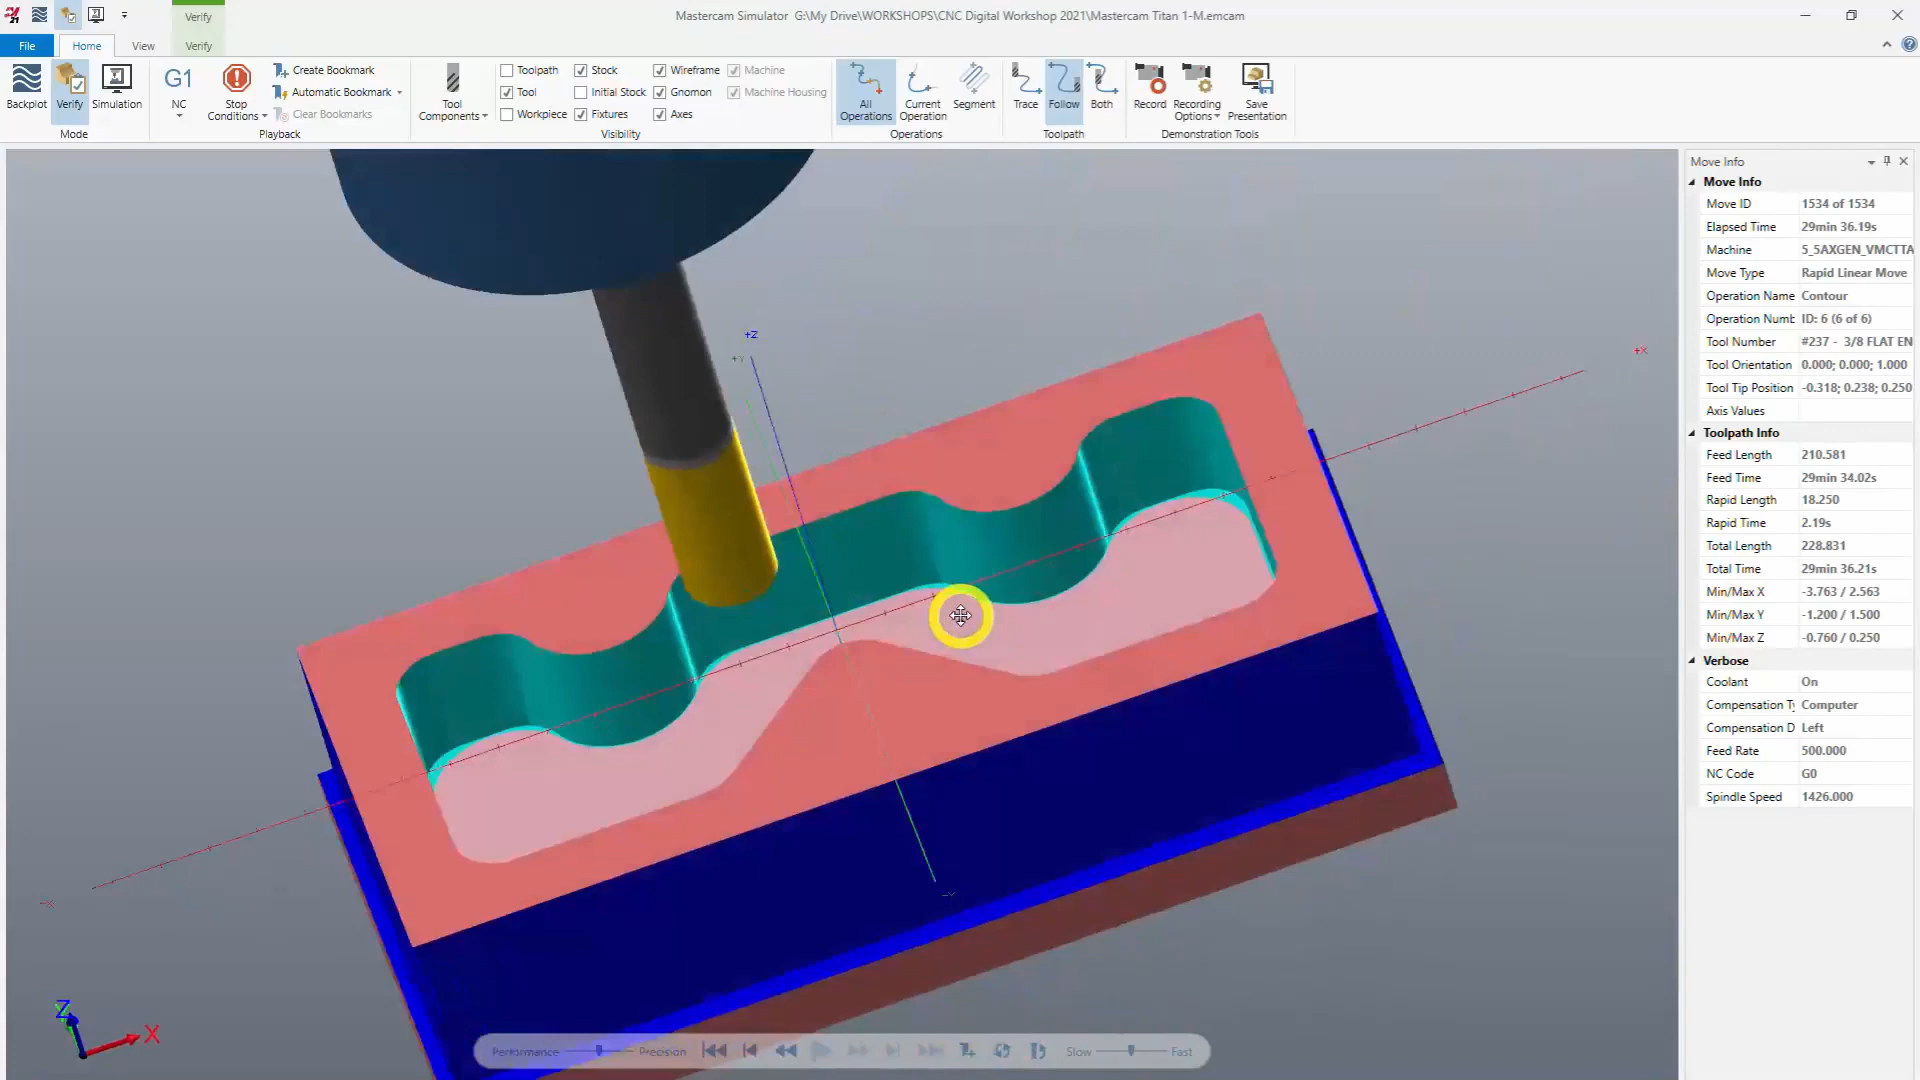 Verify
Mastercam Simulator G:\My Drive\WORKSHOPS\CNC Digital Workshop 2021\Mastercam Titan 1-M.emcam
File Home View Verify
Backplot Verify Simulation
Mode
G1
NC
Stop Conditions
Create Bookmark
Automatic Bookmark
Clear Bookmarks
Playback
Tool Components
Toolpath Stock Wireframe Machine
Tool Initial Stock Gnomon Machine Housing
Workpiece Fixtures Axes
Visibility
All Operations
Current Operation
Segment
Operations
Trace Follow Both
Toolpath
Record
Recording Options
Save Presentation
Demonstration Tools
Move Info
Move Info
Move ID 1534 of 1534
Elapsed Time 29min 36.19s
Machine 5_5AXGEN_VMCTTA
Move Type Rapid Linear Move
Operation Name Contour
Operation Numb ID: 6 (6 of 6)
Tool Number #237 - 3/8 FLAT EN
Tool Orientation 0.000; 0.000; 1.000
Tool Tip Position -0.318; 0.238; 0.250
Axis Values
Toolpath Info
Feed Length 210.581
Feed Time 29min 34.02s
Rapid Length 18.250
Rapid Time 2.19s
Total Length 228.831
Total Time 29min 36.21s
Min/Max X -3.763 / 2.563
Min/Max Y -1.200 / 1.500
Min/Max Z -0.760 / 0.250
Verbose
Coolant On
Compensation Ty Computer
Compensation D Left
Feed Rate 500.000
NC Code G0
Spindle Speed 1426.000
+Z
+Y
+X
-X
-Y
Z
X
Performance Precision Slow Fast